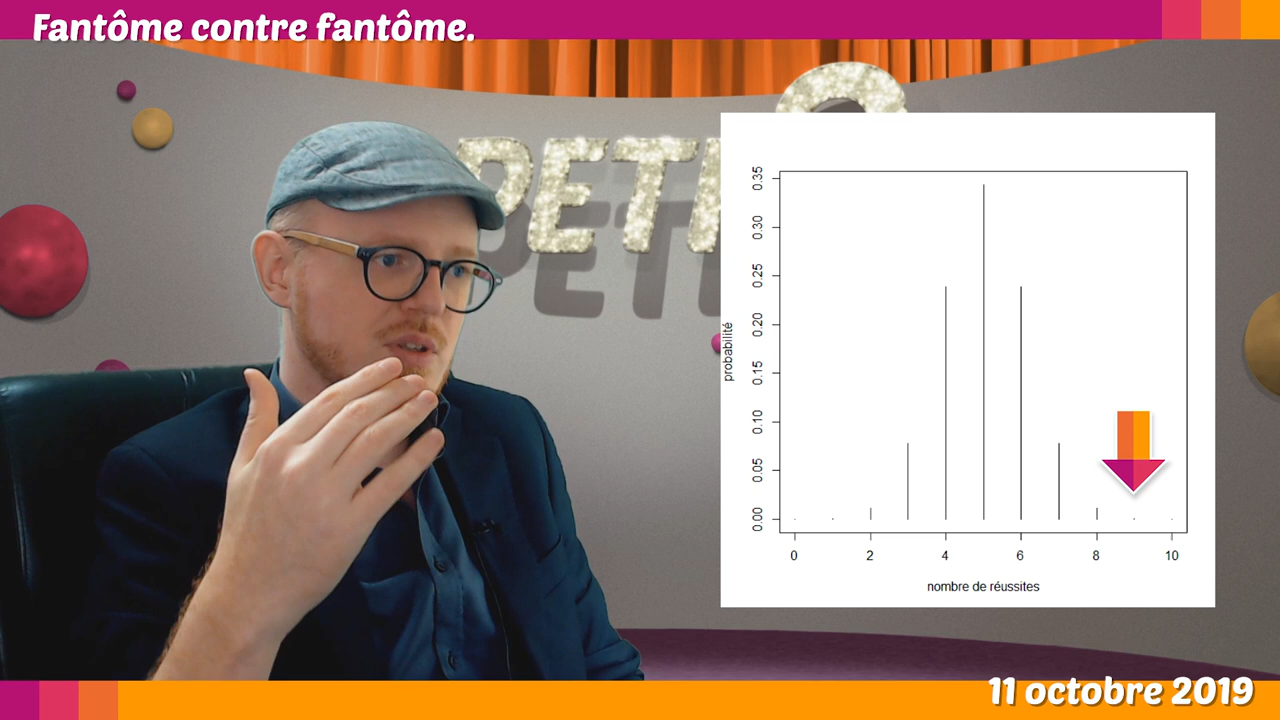 Fantôme contre fantôme.
PETI
0.35
0.30
0.25
0.20
0.15
0.10
0.05
0.00
probabilité
0 2 4 6 8 10
nombre de réussites
11 octobre 2019